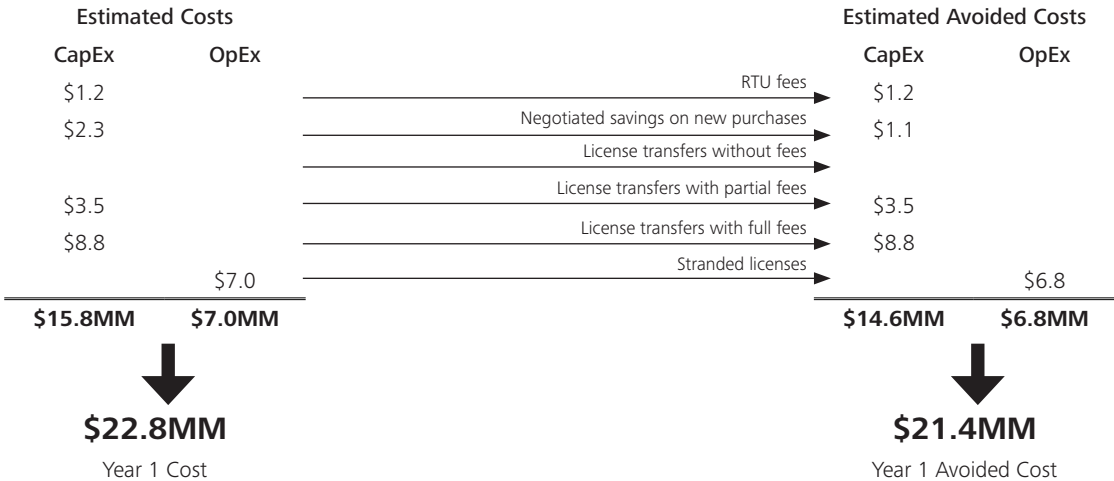 Estimated Costs Estimated Avoided Costs
CapEx OpEx CapEx OpEx
$1.2 RTU fees $1.2
$2.3 Negotiated savings on new purchases $1.1
License transfers without fees
$3.5 License transfers with partial fees $3.5
$8.8 License transfers with full fees $8.8
Stranded licenses
$7.0 $6.8
$15.8MM $7.0MM $14.6MM $6.8MM
$22.8MM $21.4MM
Year 1 Cost Year 1 Avoided Cost